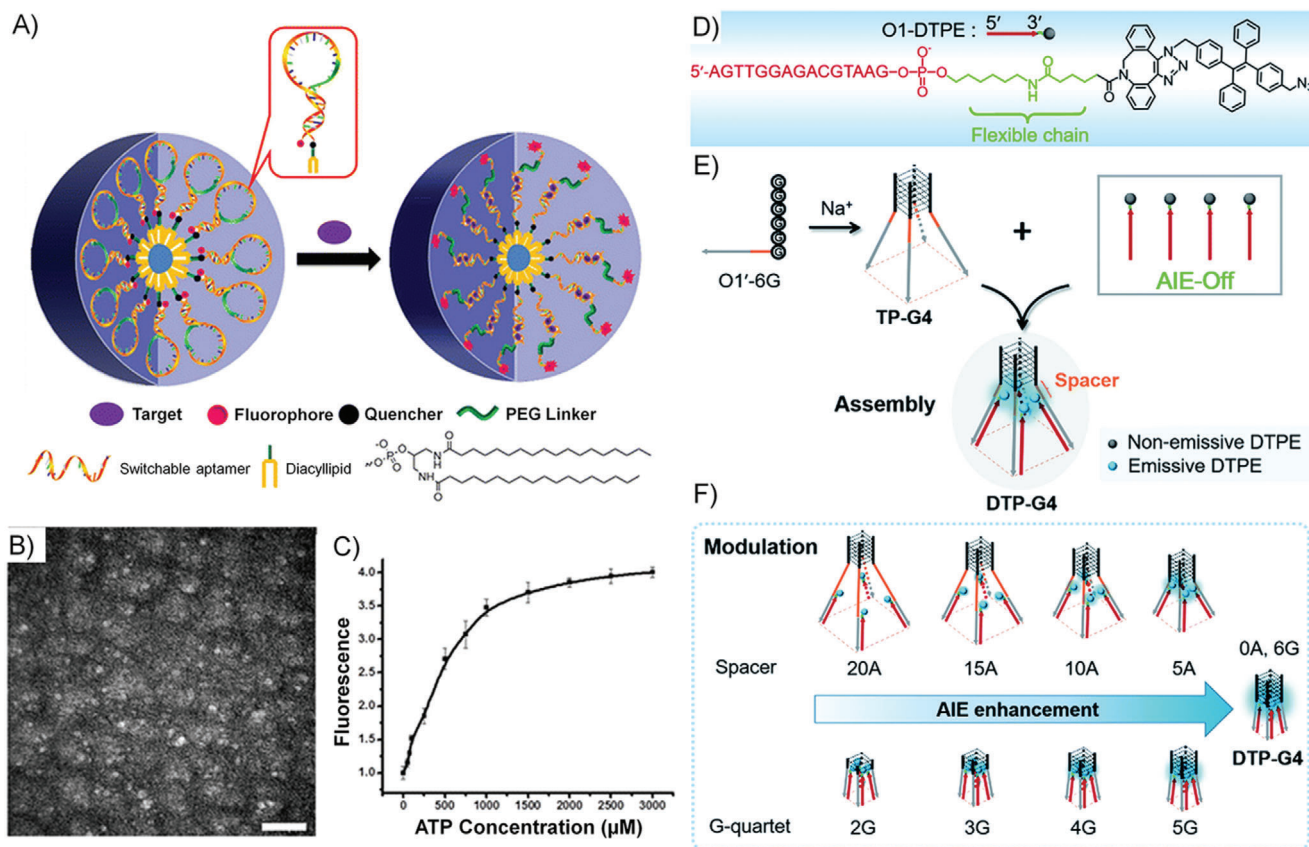 A)
Target
Fluorophore
Quencher
PEG Linker
Switchable aptamer
Diacyllipid
O⁻
O-P-O
O
O
NH
NH
O
B)
C)
Fluorescence
4.0
3.5
3.0
2.5
2.0
1.5
1.0
0 500 1000 1500 2000 2500 3000
ATP Concentration (µM)
D)
O1-DTPE : 5′ 3′
5′-AGTTGGAGACGTAAG-O-P-O
O⁻
O
N
H
O
O
N
N
N
N
N₃
Flexible chain
E)
G
G
G
G
G
G
O1′-6G
Na⁺
TP-G4
+
AIE-Off
Assembly
Spacer
DTP-G4
Non-emissive DTPE
Emissive DTPE
F)
Modulation
Spacer
20A 15A 10A 5A
0A, 6G
AIE enhancement
DTP-G4
G-quartet
2G 3G 4G 5G